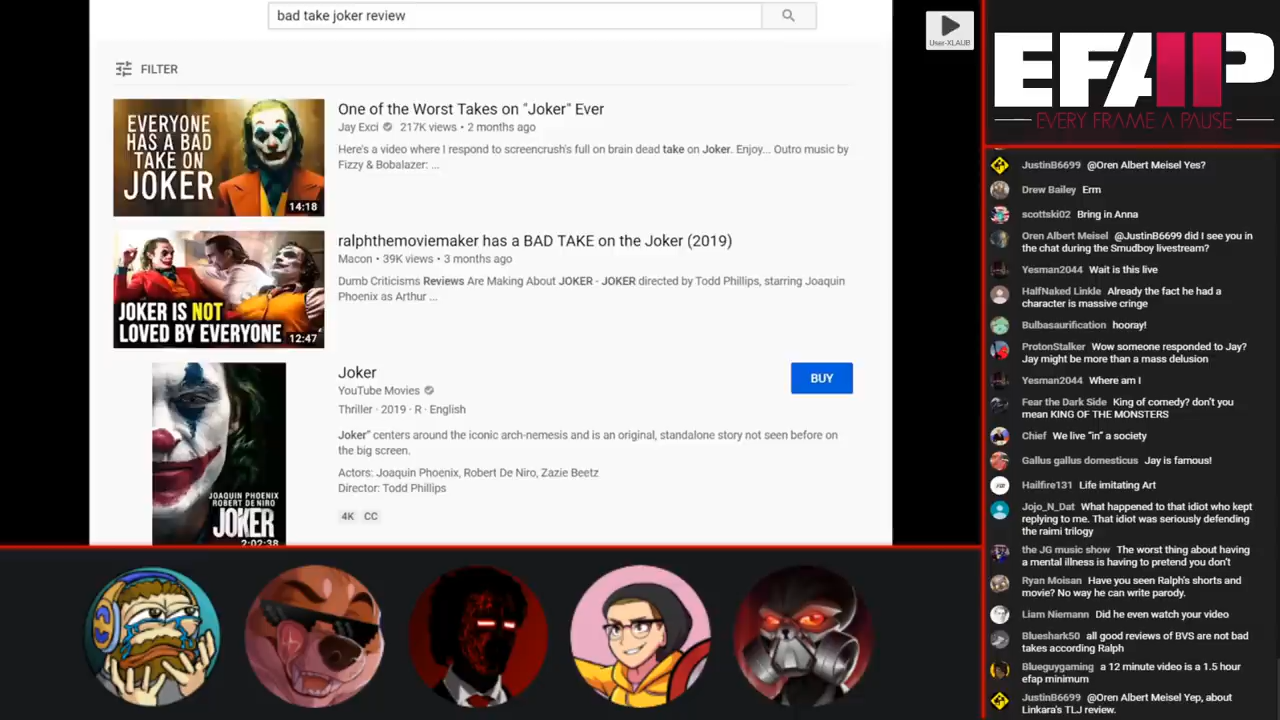 bad take joker review
User-XLAUB
FILTER
EVERYONE
HAS A BAD
TAKE ON
JOKER
14:18
One of the Worst Takes on "Joker" Ever
Jay Exci 217K views • 2 months ago
Here's a video where I respond to screencrush's full on brain dead take on Joker. Enjoy... Outro music by
Fizzy & Bobalazer: ...
JOKER IS NOT
LOVED BY EVERYONE
12:47
ralphthemoviemaker has a BAD TAKE on the Joker (2019)
Macon • 39K views • 3 months ago
Dumb Criticisms Reviews Are Making About JOKER - JOKER directed by Todd Phillips, starring Joaquin
Phoenix as Arthur ...
JOAQUIN PHOENIX
ROBERT DE NIRO
JOKER
2:02:38
Joker
YouTube Movies
Thriller · 2019 · R · English
Joker" centers around the iconic arch-nemesis and is an original, standalone story not seen before on
the big screen.
Actors: Joaquin Phoenix, Robert De Niro, Zazie Beetz
Director: Todd Phillips
4K CC
BUY
EFAP
EVERY FRAME A PAUSE
JustinB6699 @Oren Albert Meisel Yes?
Drew Bailey Erm
scottski02 Bring in Anna
Oren Albert Meisel @JustinB6699 did I see you in
the chat during the Smudboy livestream?
Yesman2044 Wait is this live
HalfNaked Linkle Already the fact he had a
character is massive cringe
Bulbasaurification hooray!
ProtonStalker Wow someone responded to Jay?
Jay might be more than a mass delusion
Yesman2044 Where am I
Fear the Dark Side King of comedy? don't you
mean KING OF THE MONSTERS
Chief We live "in" a society
Gallus gallus domesticus Jay is famous!
Hailfire131 Life imitating Art
Jojo_N_Dat What happened to that idiot who kept
replying to me. That idiot was seriously defending
the raimi trilogy
the JG music show The worst thing about having
a mental illness is having to pretend you don't
Ryan Moisan Have you seen Ralph's shorts and
movie? No way he can write parody.
Liam Niemann Did he even watch your video
Blueshark50 all good reviews of BVS are not bad
takes according Ralph
Blueguygaming a 12 minute video is a 1.5 hour
efap minimum
JustinB6699 @Oren Albert Meisel Yep, about
Linkara's TLJ review.